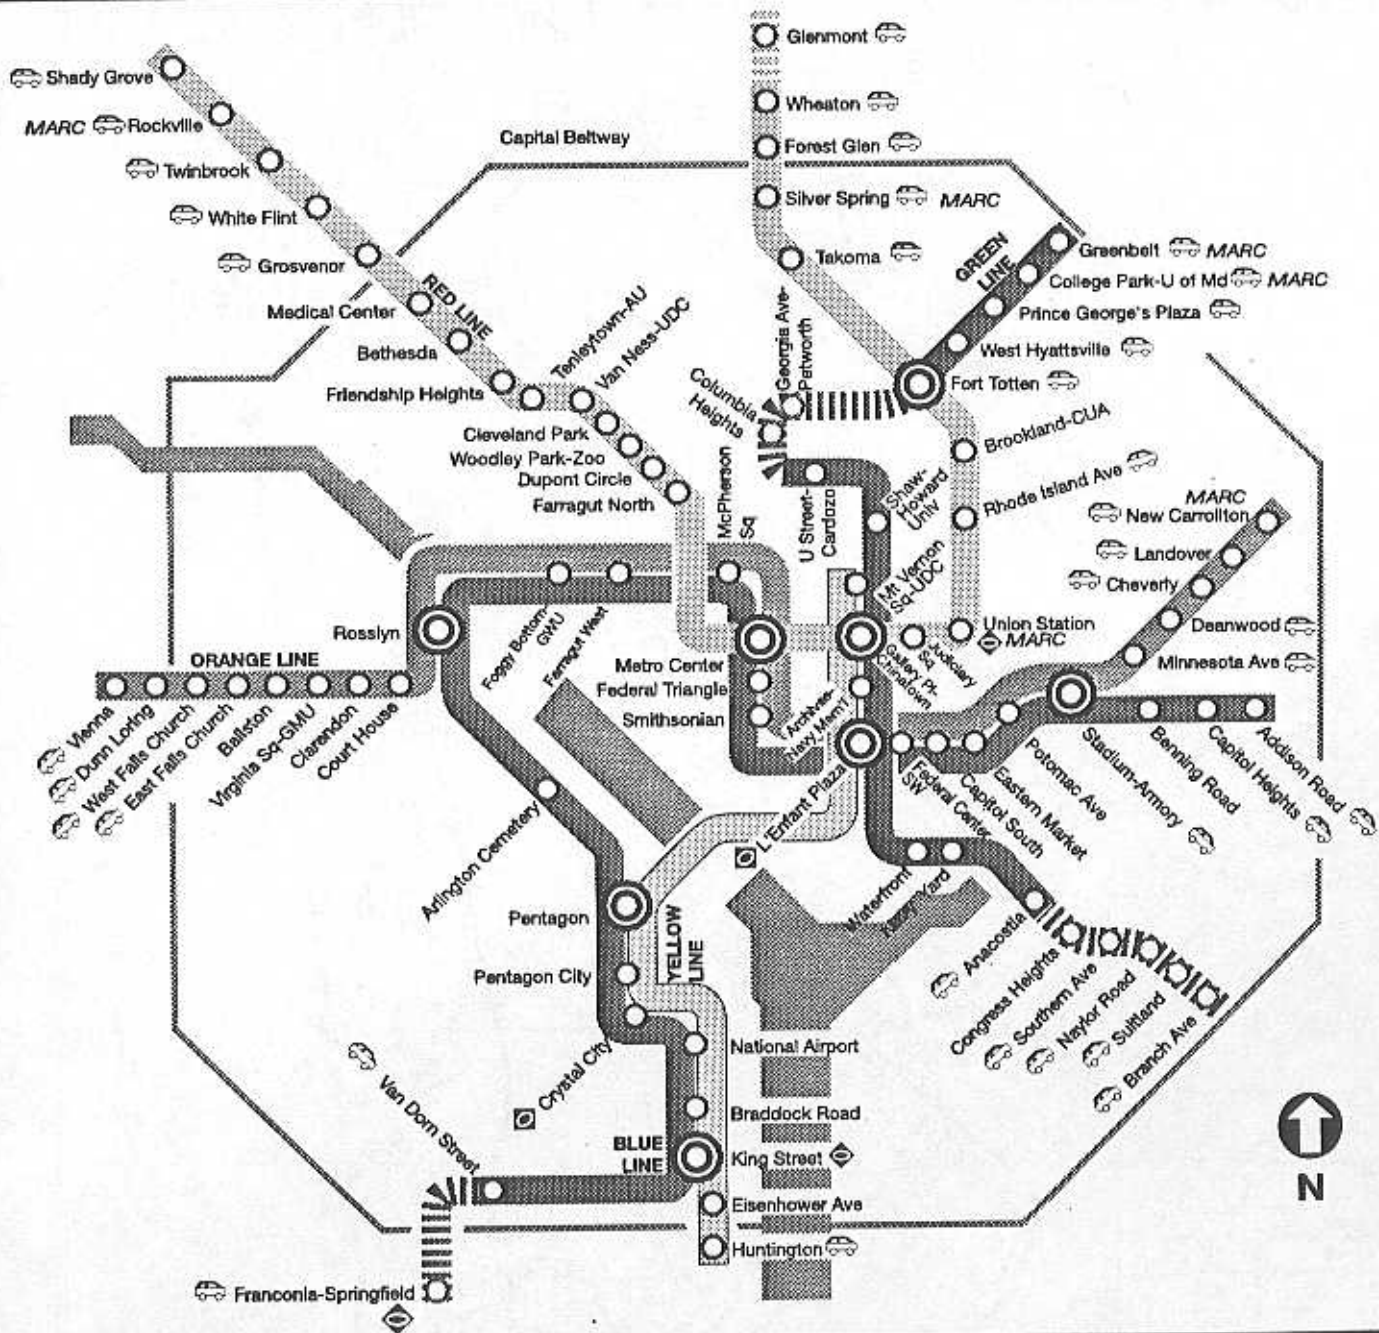 Glenmont
Shady Grove
Wheaton
MARC Rockville
Capital Beltway
Forest Glen
Twinbrook
Silver Spring MARC
White Flint
Takoma
Greenbelt MARC
GREEN
LINE
College Park-U of Md MARC
Grosvenor
RED LINE
Medical Center
Prince George's Plaza
Tenleytown-AU
Van Ness-UDC
Georgia Ave-
Petworth
West Hyattsville
Bethesda
Columbia
Heights
Fort Totten
Friendship Heights
Cleveland Park
Woodley Park-Zoo
Dupont Circle
Farragut North
McPherson
Sq
U Street-
Cardozo
Shaw-
Howard
Univ
Brookland-CUA
Rhode Island Ave
MARC
New Carrollton
Landover
Cheverly
Mt Vernon
Sq-UDC
Deanwood
Minnesota Ave
Union Station
MARC
Judiciary
Sq
Gallery Pl-
Chinatown
Rosslyn
Foggy Bottom-
GWU
Farragut West
Metro Center
Federal Triangle
Smithsonian
Archives-
Navy Mem'l
ORANGE LINE
Vienna
Dunn Loring
West Falls Church
East Falls Church
Ballston
Virginia Sq-GMU
Clarendon
Court House
L'Enfant Plaza
Federal Center
SW
Capitol South
Eastern Market
Potomac Ave
Stadium-Armory
Benning Road
Capitol Heights
Addison Road
Arlington Cemetery
Waterfront
Navy Yard
Pentagon
YELLOW
LINE
Anacostia
Congress Heights
Southern Ave
Naylor Road
Suitland
Branch Ave
Pentagon City
Crystal City
National Airport
Van Dorn Street
Braddock Road
BLUE
LINE
King Street
N
Eisenhower Ave
Huntington
Franconia-Springfield